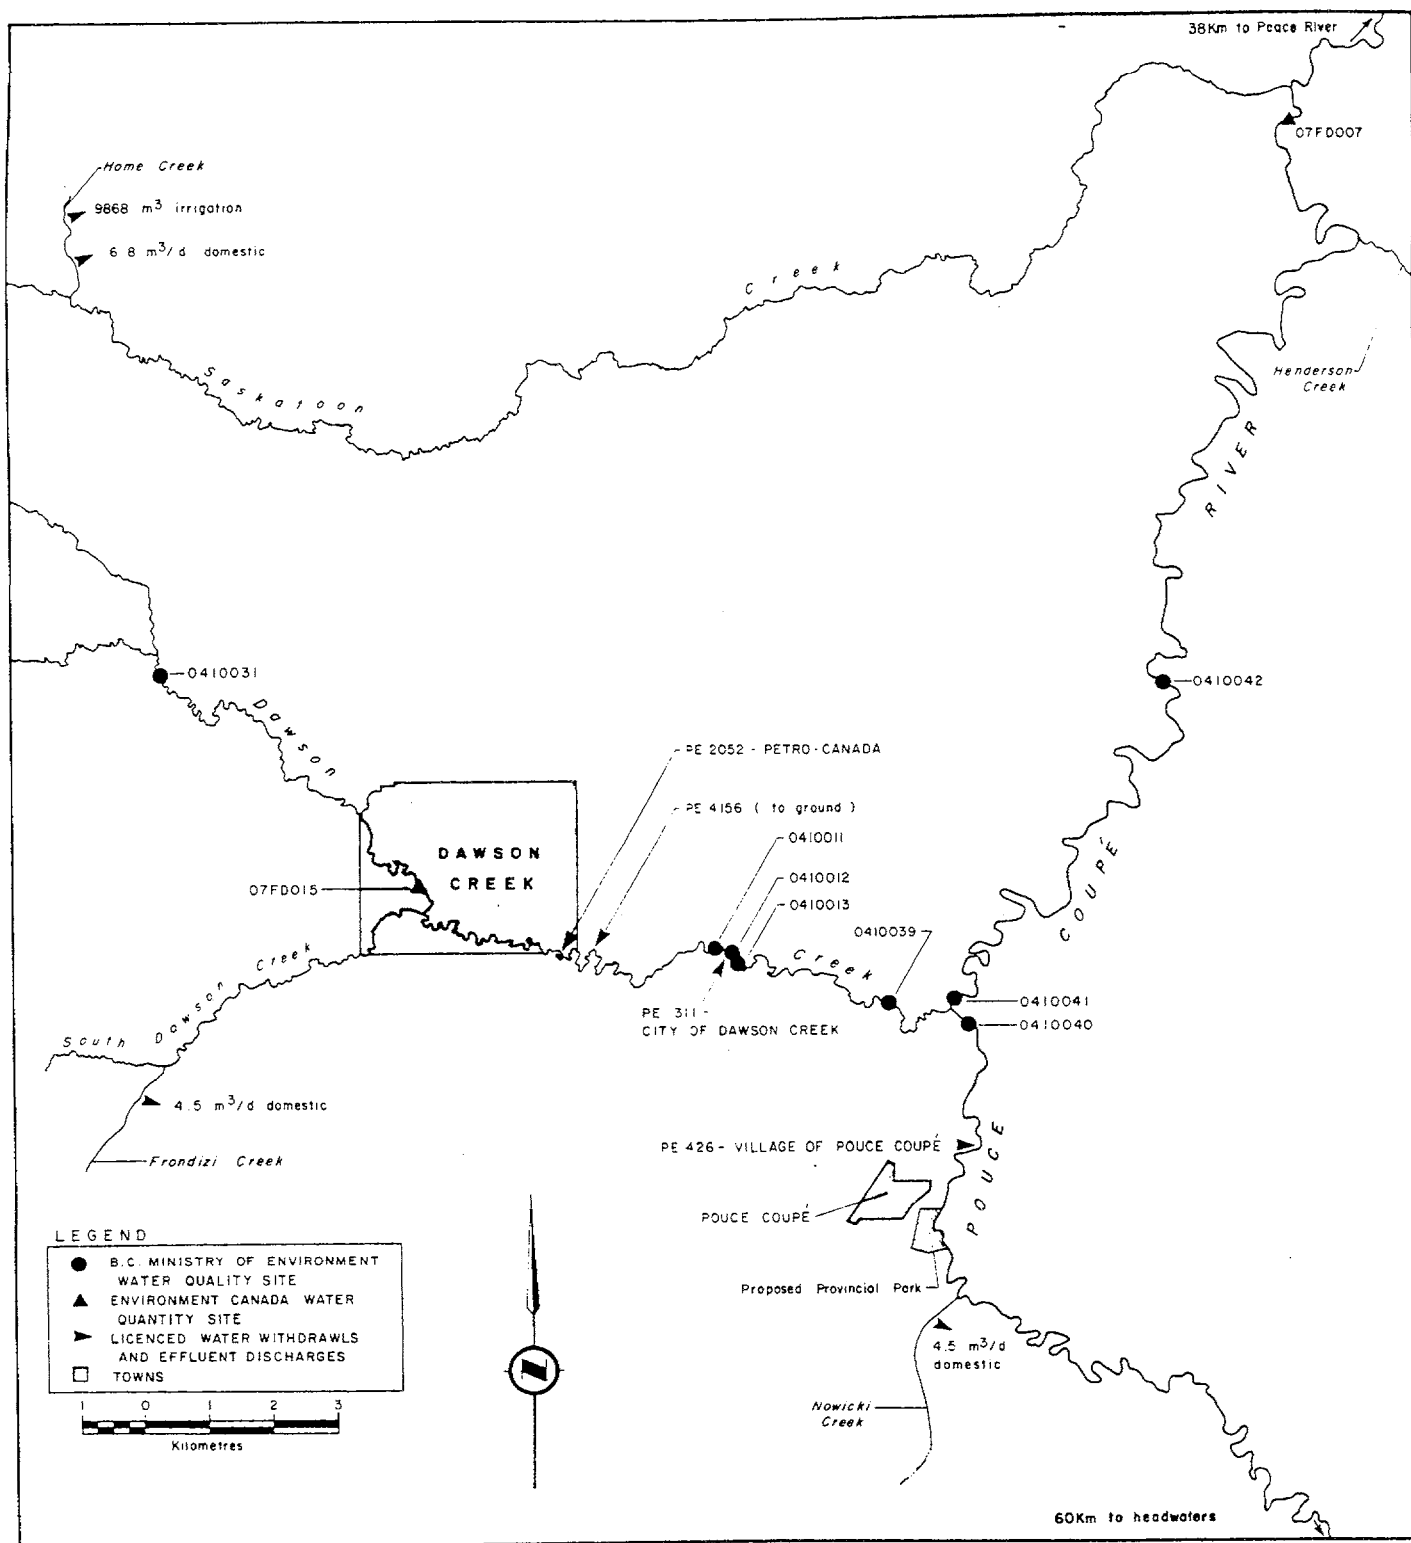 38Km to Peace River
07FD007
Home Creek
9868 m³ irrigation
6.8 m³/d domestic
Creek
Saskatoon
Henderson
Creek
RIVER
0410031
0410042
Dawson
PE 2052 - PETRO-CANADA
PE 4156 ( to ground )
0410011
DAWSON
CREEK
COUPÉ
0410012
07FD015
0410013
0410039
Creek
South Dawson Creek
0410041
PE 311 -
CITY OF DAWSON CREEK
0410040
4.5 m³/d domestic
Frondizi Creek
PE 426 - VILLAGE OF POUCE COUPÉ
POUCE
POUCE COUPÉ
Proposed Provincial Park
LEGEND
B.C. MINISTRY OF ENVIRONMENT
WATER QUALITY SITE
ENVIRONMENT CANADA WATER
QUANTITY SITE
LICENCED WATER WITHDRAWLS
AND EFFLUENT DISCHARGES
TOWNS
4.5 m³/d
domestic
1 0 1 2 3
Kilometres
Nowicki
Creek
60Km to headwaters